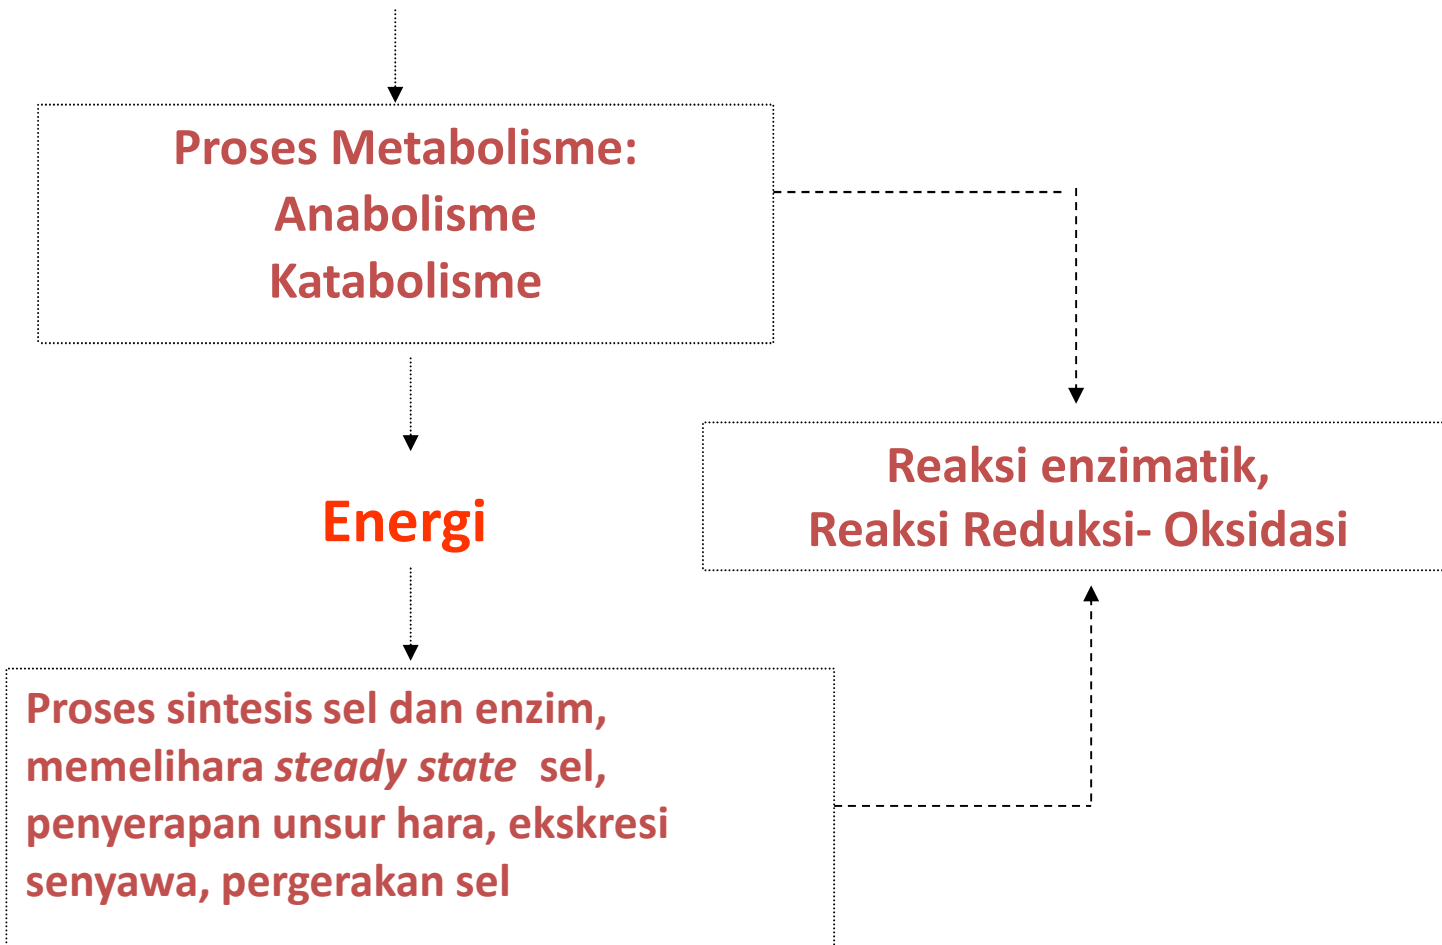 Proses Metabolisme:
Anabolisme
Katabolisme
Energi
Reaksi enzimatik,
Reaksi Reduksi- Oksidasi
Proses sintesis sel dan enzim,
memelihara steady state sel,
penyerapan unsur hara, ekskresi
senyawa, pergerakan sel